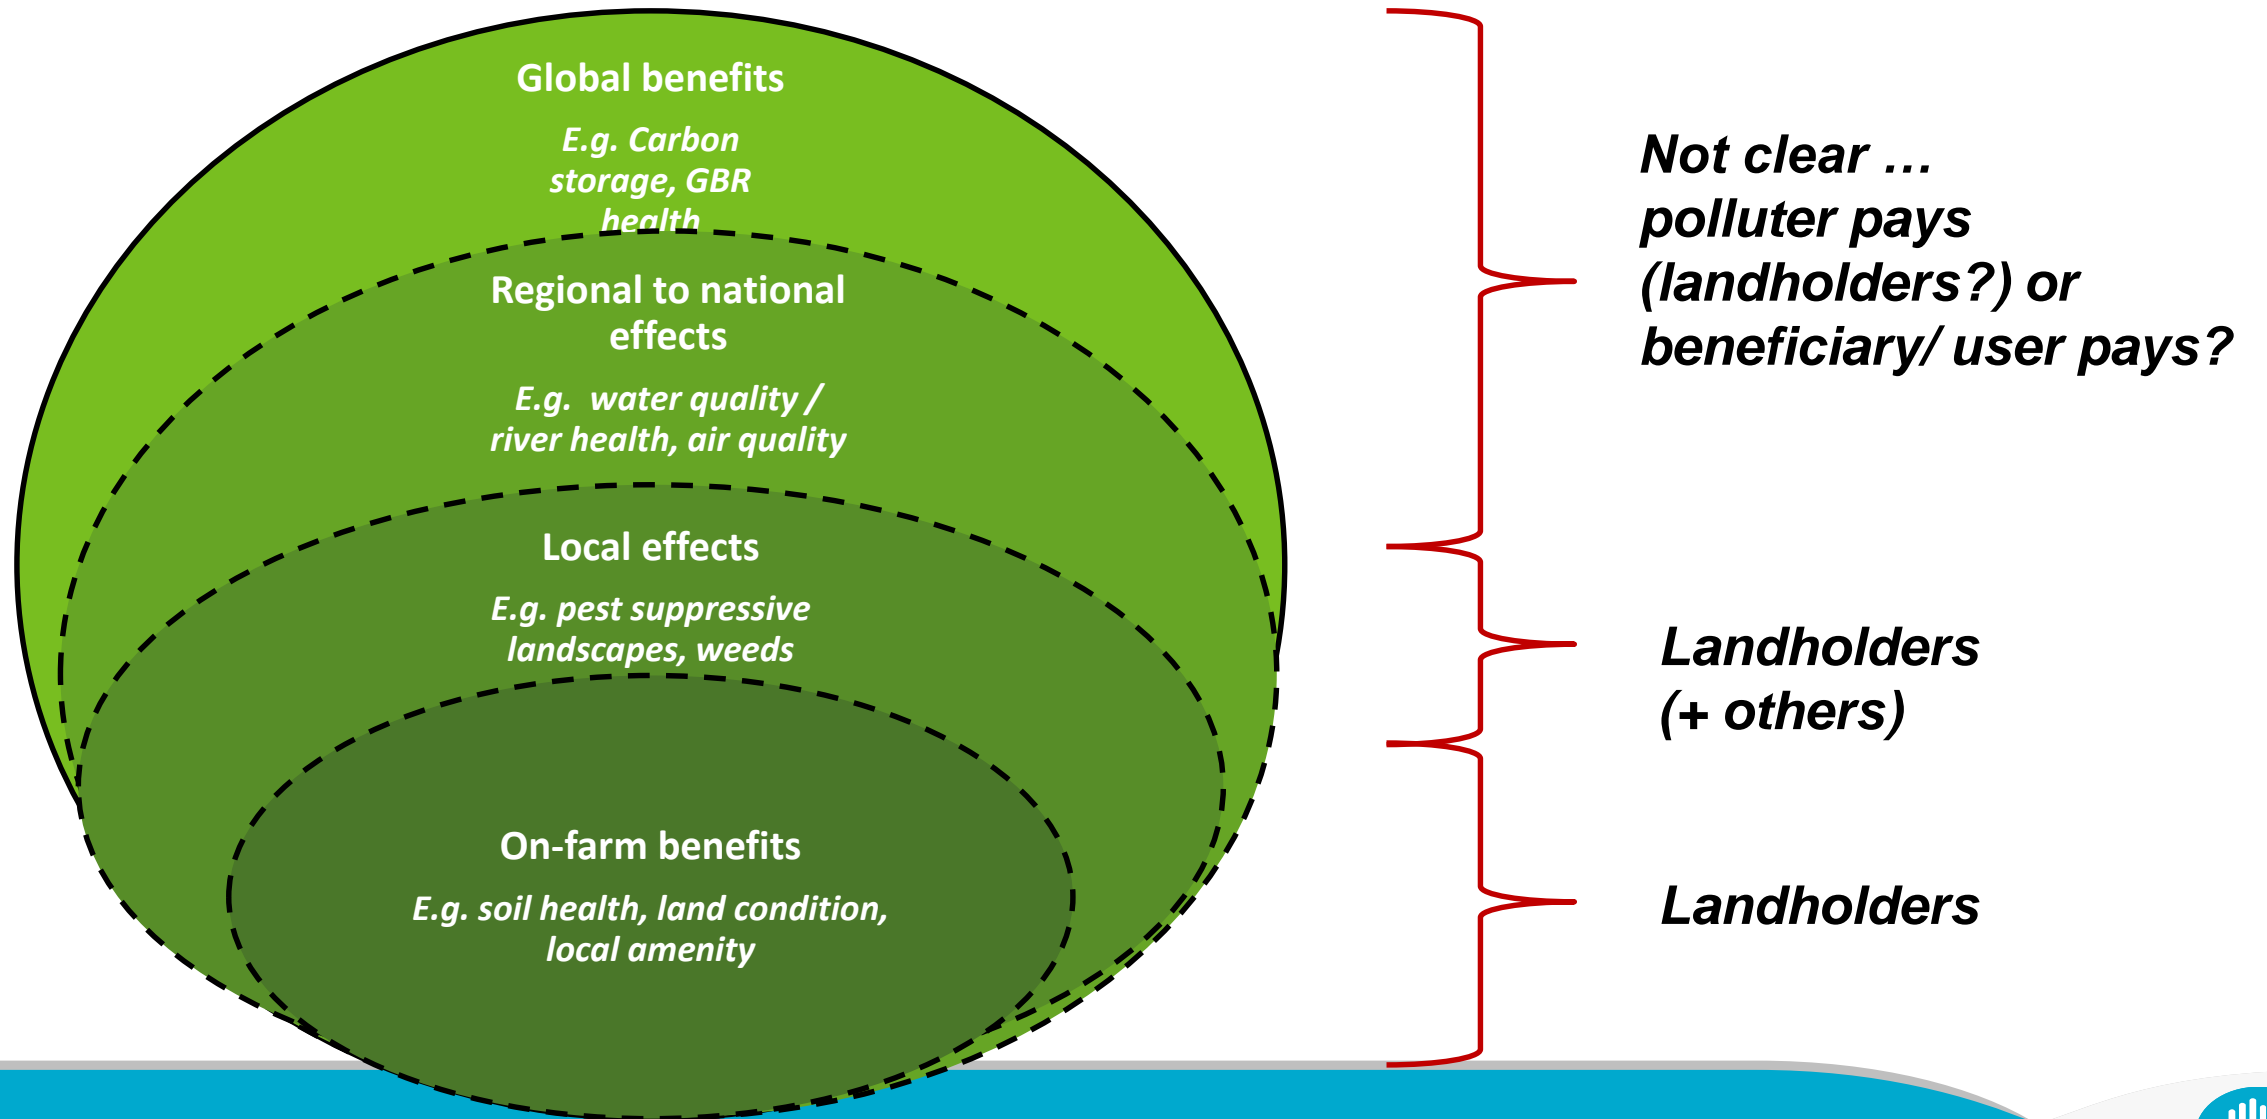 Global benefits
E.g. Carbon
storage, GBR
health
Regional to national
effects
E.g. water quality /
river health, air quality
Local effects
E.g. pest suppressive
landscapes, weeds
On-farm benefits
E.g. soil health, land condition,
local amenity
Not clear …
polluter pays
(landholders?) or
beneficiary/ user pays?
Landholders
(+ others)
Landholders